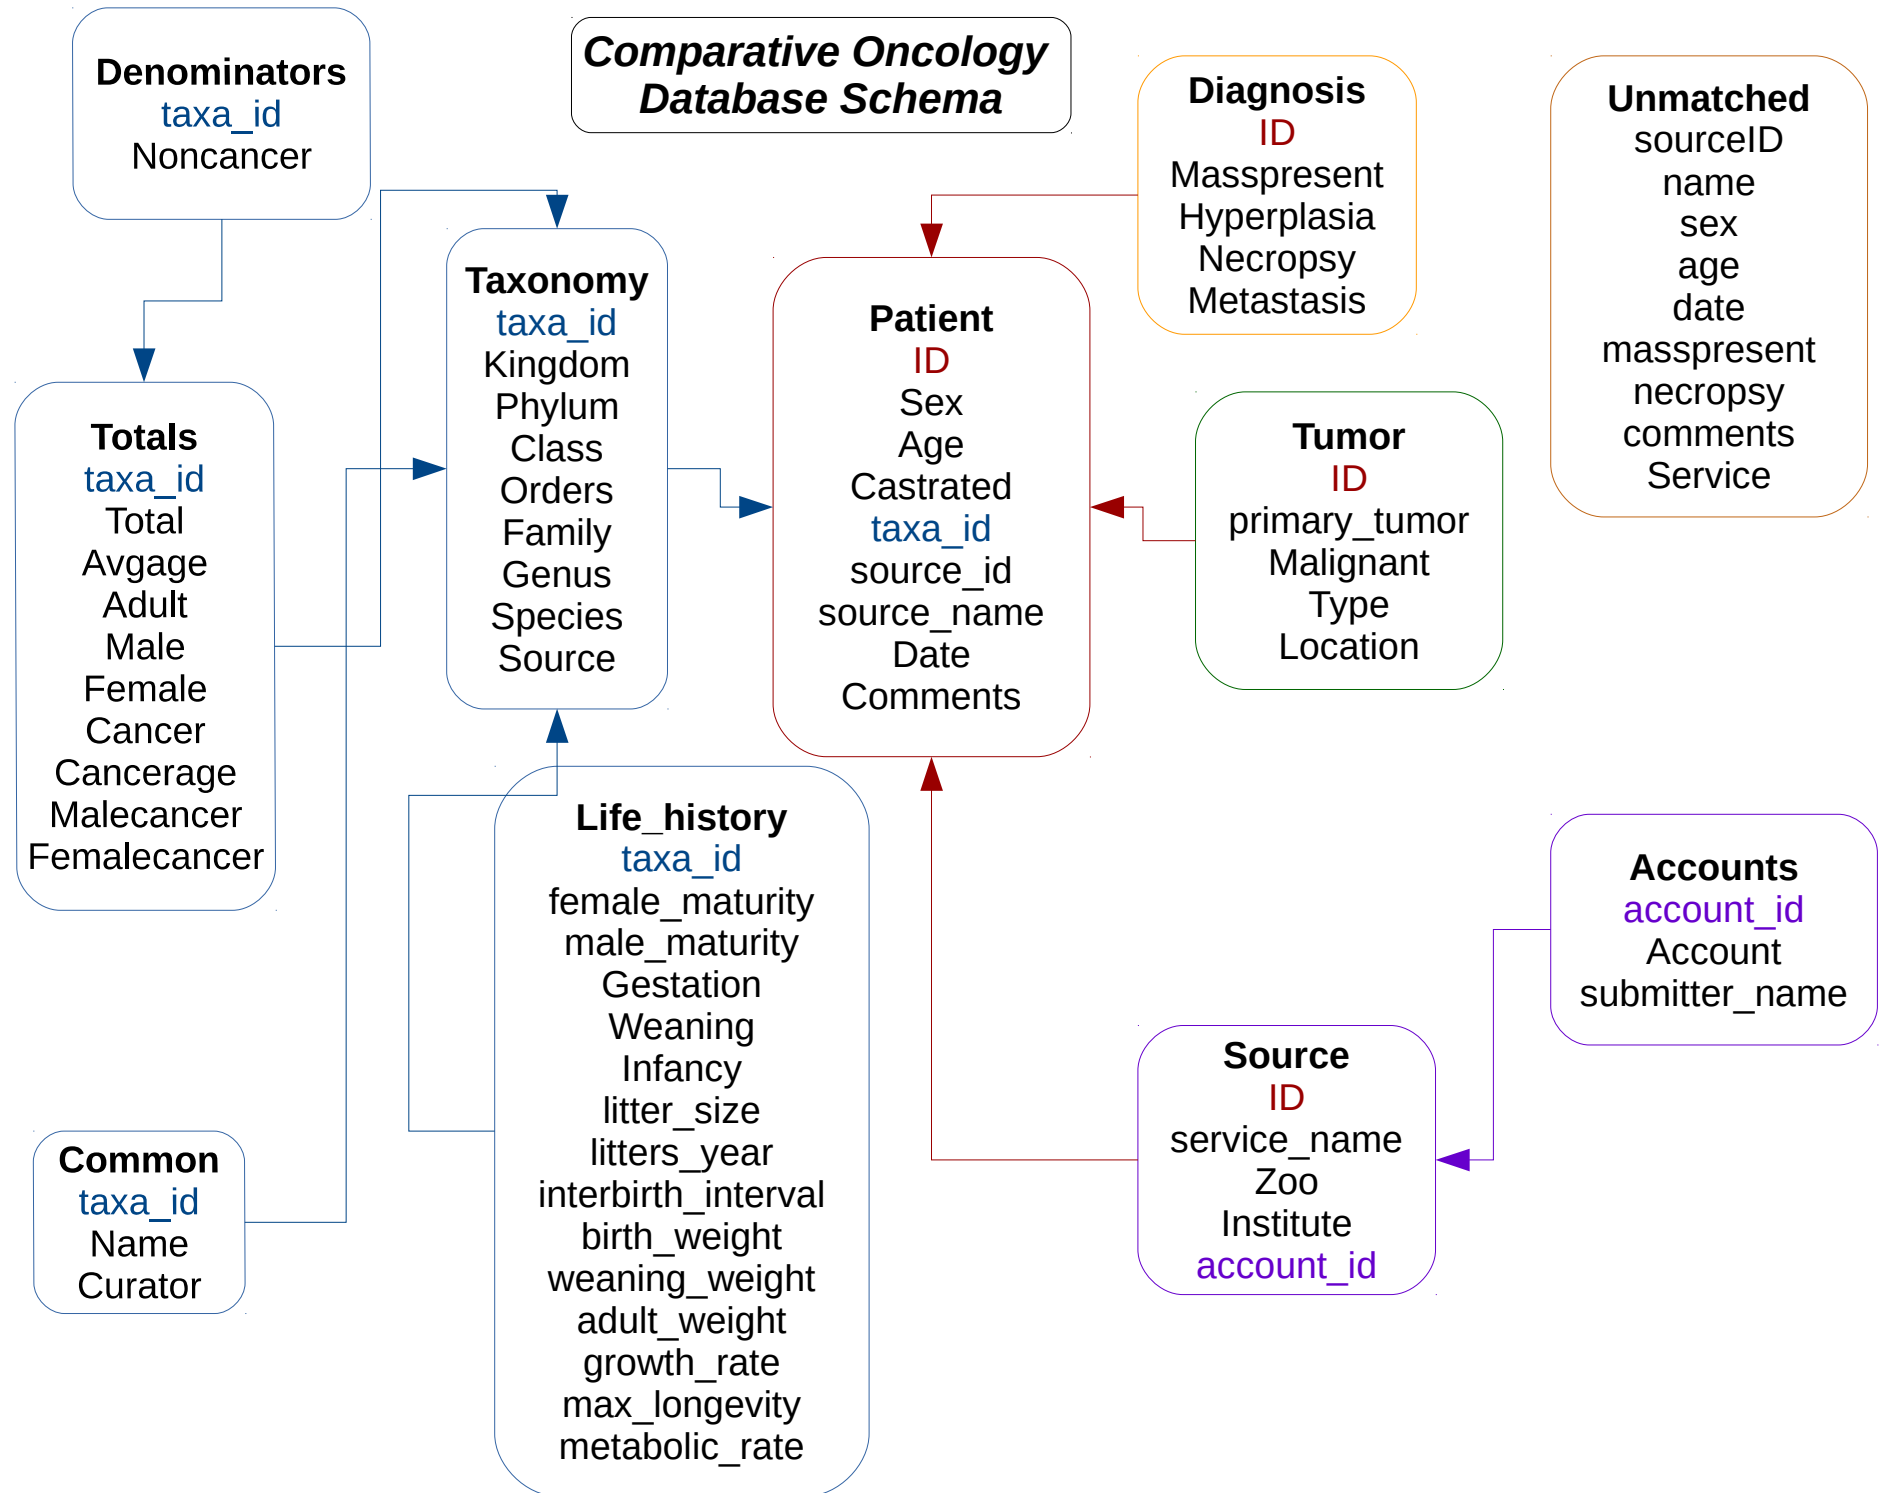 Comparative Oncology
Database Schema
Denominators
taxa_id
Noncancer
Totals
taxa_id
Total
Avgage
Adult
Male
Female
Cancer
Cancerage
Malecancer
Femalecancer
Common
taxa_id
Name
Curator
Taxonomy
taxa_id
Kingdom
Phylum
Class
Orders
Family
Genus
Species
Source
Life_history
taxa_id
female_maturity
male_maturity
Gestation
Weaning
Infancy
litter_size
litters_year
interbirth_interval
birth_weight
weaning_weight
adult_weight
growth_rate
max_longevity
metabolic_rate
Patient
ID
Sex
Age
Castrated
taxa_id
source_id
source_name
Date
Comments
Diagnosis
ID
Masspresent
Hyperplasia
Necropsy
Metastasis
Tumor
ID
primary_tumor
Malignant
Type
Location
Source
ID
service_name
Zoo
Institute
account_id
Unmatched
sourceID
name
sex
age
date
masspresent
necropsy
comments
Service
Accounts
account_id
Account
submitter_name